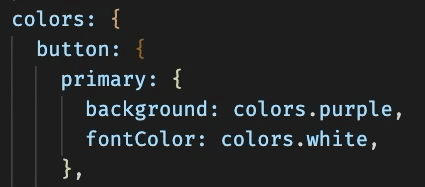 colors: {
button: {
primary: {
background: colors.purple,
fontColor: colors.white,
},